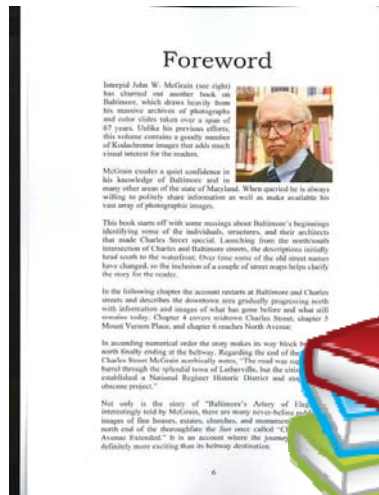 Foreword
Intrepid John W. McGrain (see right)
has churned out another book on
Baltimore, which draws heavily from
his massive archives of photographs
and color slides taken over a span of
67 years. Unlike his previous efforts,
this volume contains a goodly number
of Kodachrome images that adds much
visual interest for the readers.
McGrain exudes a quiet confidence in
his knowledge of Baltimore and in
many other areas of the state of Maryland. When queried he is always
willing to politely share information as well as make available his
vast array of photographic images.
This book starts off with some musings about Baltimore's beginnings
identifying some of the individuals, structures, and their architects
that made Charles Street special. Launching from the north/south
intersection of Charles and Baltimore streets, the descriptions initially
head south to the waterfront. Over time some of the old street names
have changed, so the inclusion of a couple of street maps helps clarify
the story for the reader.
In the following chapter the account restarts at Baltimore and Charles
streets and describes the downtown area gradually progressing north
with information and images of what has gone before and what still
remains today. Chapter 4 covers midtown Charles Street, chapter 5
Mount Vernon Place, and chapter 6 reaches North Avenue.
In ascending numerical order the story makes its way block
north finally ending at the beltway. Regarding the end of the
Charles Street McGrain acerbically notes, "The road was
barrel through the splendid town of Lutherville, but the
established a National Register Historic District and
obscene project."
Not only is the story of "Baltimore's Artery of
interestingly told by McGrain, there are many never-before
images of fine houses, estates, churches, and
north end of the thoroughfare the Sun once called
Avenue Extended." It is an account where the journey
definitely more exciting than its beltway destination.
6